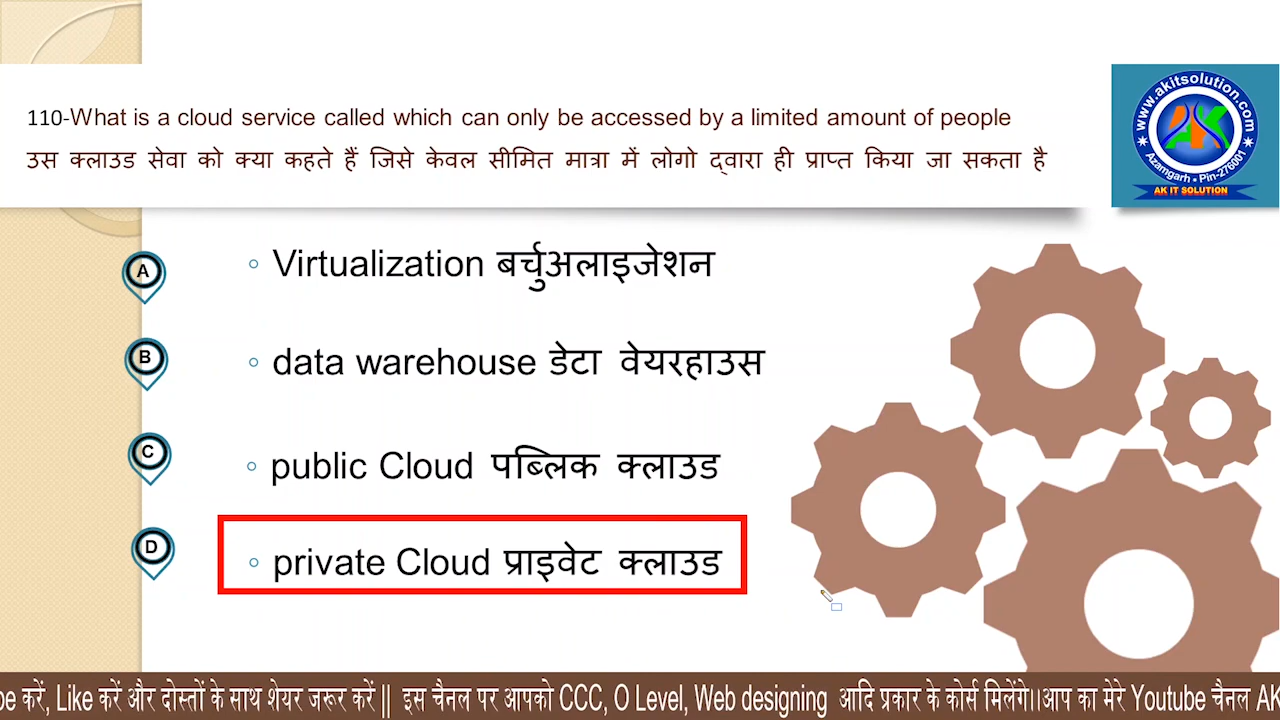 110-What is a cloud service called which can only be accessed by a limited amount of people
उस क्लाउड सेवा को क्या कहते हैं जिसे केवल सीमित मात्रा में लोगो द्वारा ही प्राप्त किया जा सकता है
www.akitsolution.com
AK
Azamgarh • Pin-276001
AK IT SOLUTION
A
Virtualization बर्चुअलाइजेशन
B
data warehouse डेटा वेयरहाउस
C
public Cloud पब्लिक क्लाउड
D
private Cloud प्राइवेट क्लाउड
be करें, Like करें और दोस्तों के साथ शेयर जरूर करें || इस चैनल पर आपको CCC, O Level, Web designing आदि प्रकार के कोर्स मिलेंगे।।आप का मेरे Youtube चैनल AK